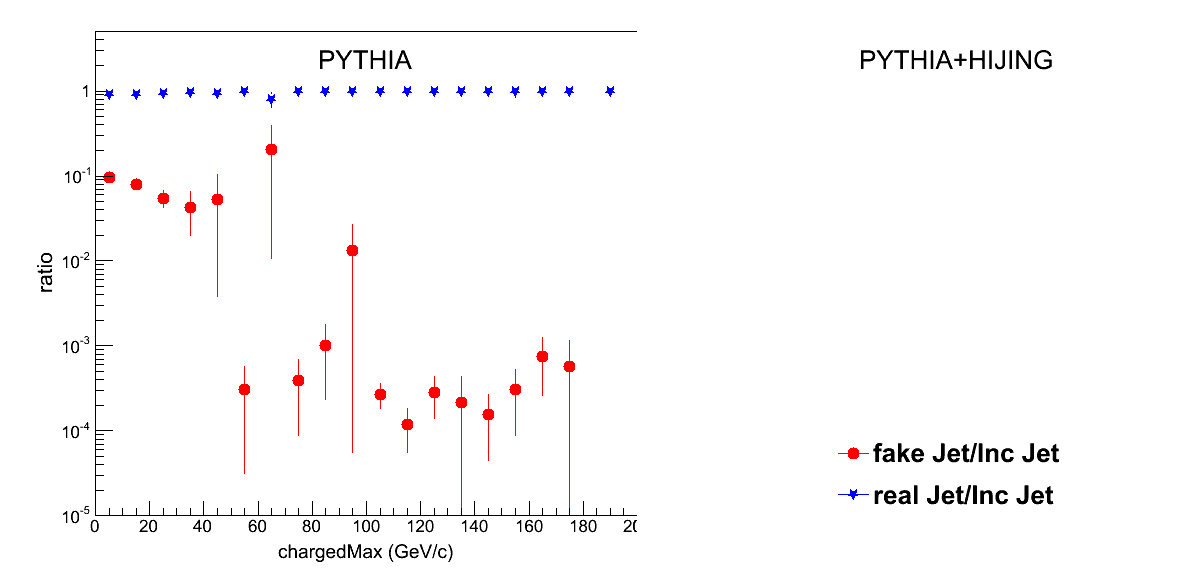 PYTHIA
PYTHIA+HIJING
1
10-1
10-2
10-3
10-4
10-5
ratio
0 20 40 60 80 100 120 140 160 180 20
chargedMax (GeV/c)
fake Jet/Inc Jet
real Jet/Inc Jet